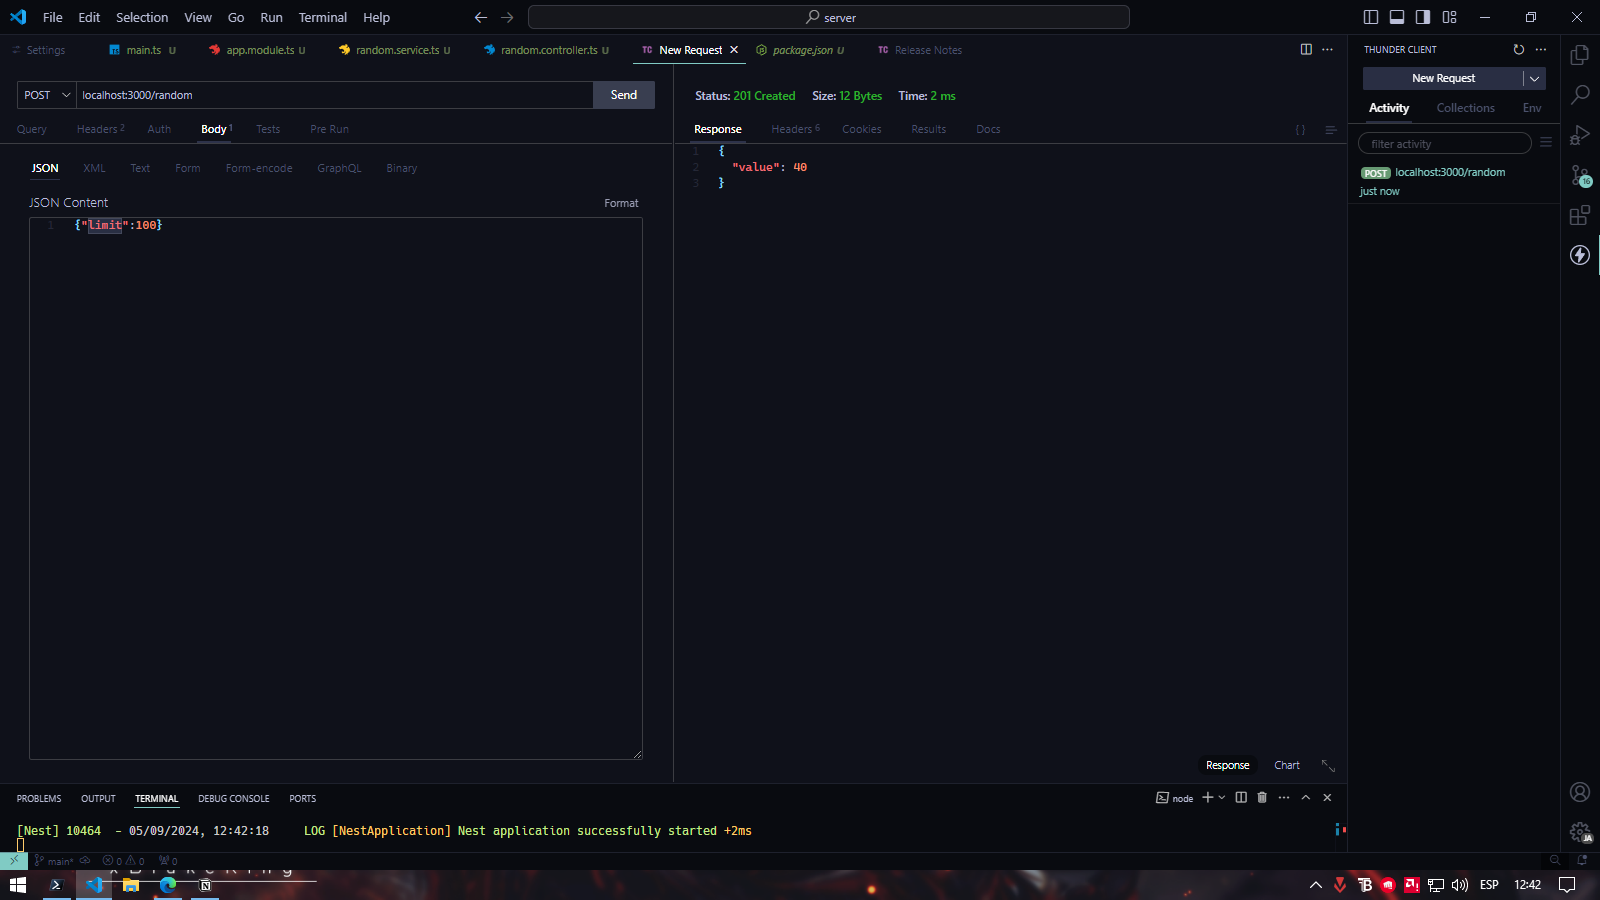 File Edit Selection View Go Run Terminal Help server
Settings main.ts U app.module.ts U random.service.ts U random.controller.ts U TC New Request package.json U TC Release Notes
THUNDER CLIENT
POST localhost:3000/random Send
Status: 201 Created Size: 12 Bytes Time: 2 ms
New Request
Query Headers 2 Auth Body 1 Tests Pre Run
Response Headers 6 Cookies Results Docs { }
Activity Collections Env
filter activity
JSON XML Text Form Form-encode GraphQL Binary
JSON Content Format
1 {"limit":100}
1 {
2 "value": 40
3 }
POST localhost:3000/random
just now
16
Response Chart
PROBLEMS OUTPUT TERMINAL DEBUG CONSOLE PORTS
node
[Nest] 10464 - 05/09/2024, 12:42:18 LOG [NestApplication] Nest application successfully started +2ms
JA
main* 0 0 0
ESP 12:42